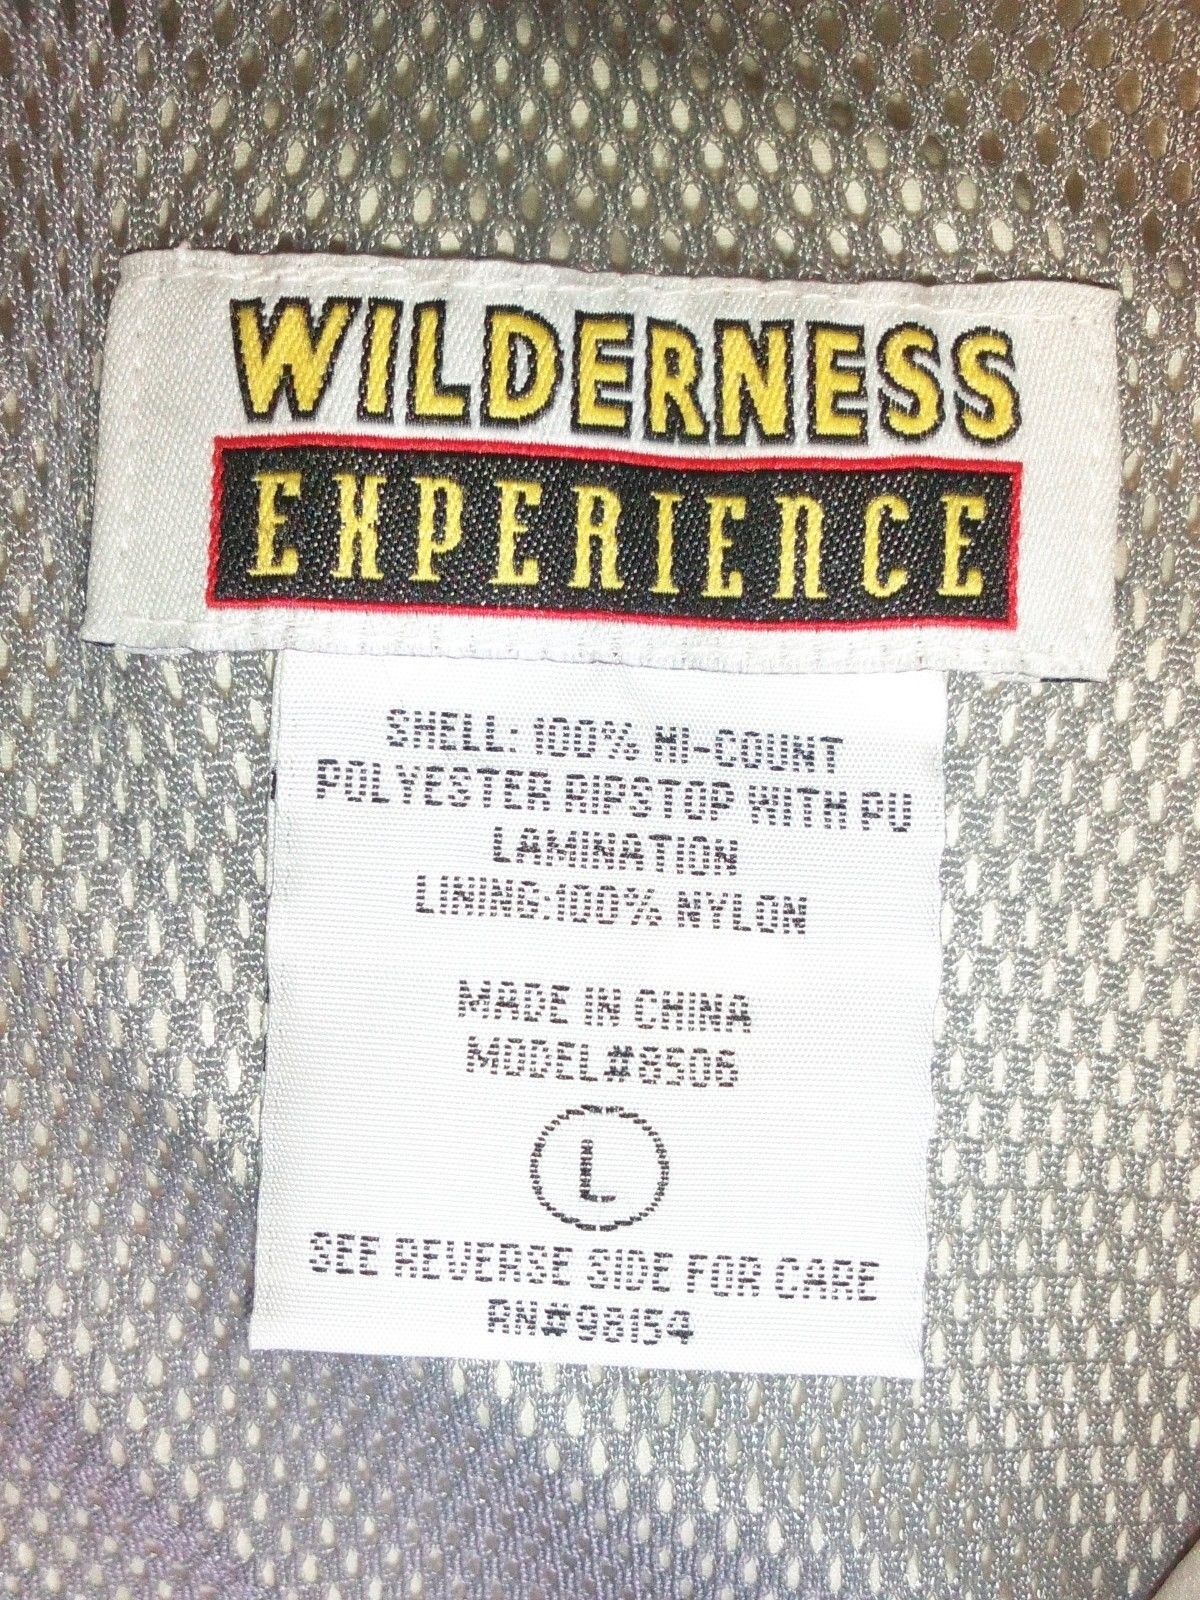 WILDERNESS
EXPERIENCE
SHELL: 100% HI-COUNT
POLYESTER RIPSTOP WITH PU
LAMINATION
LINING:100% NYLON
MADE IN CHINA
MODEL#8506
L
SEE REVERSE SIDE FOR CARE
RN#98154